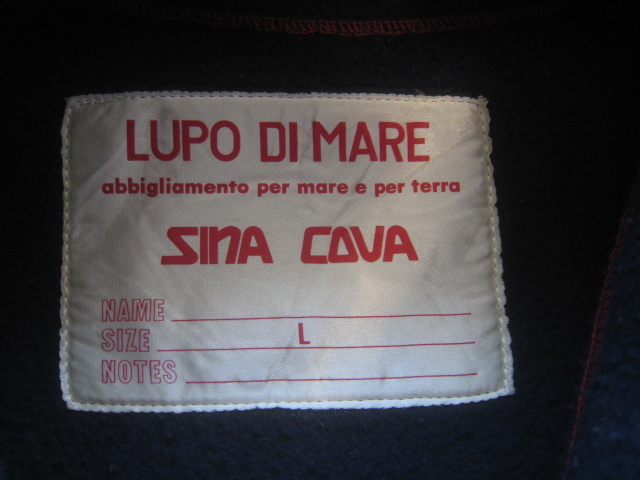 LUPO DI MARE
abbigliamento per mare e per terra
SINA COVA
NAME
SIZE L
NOTES